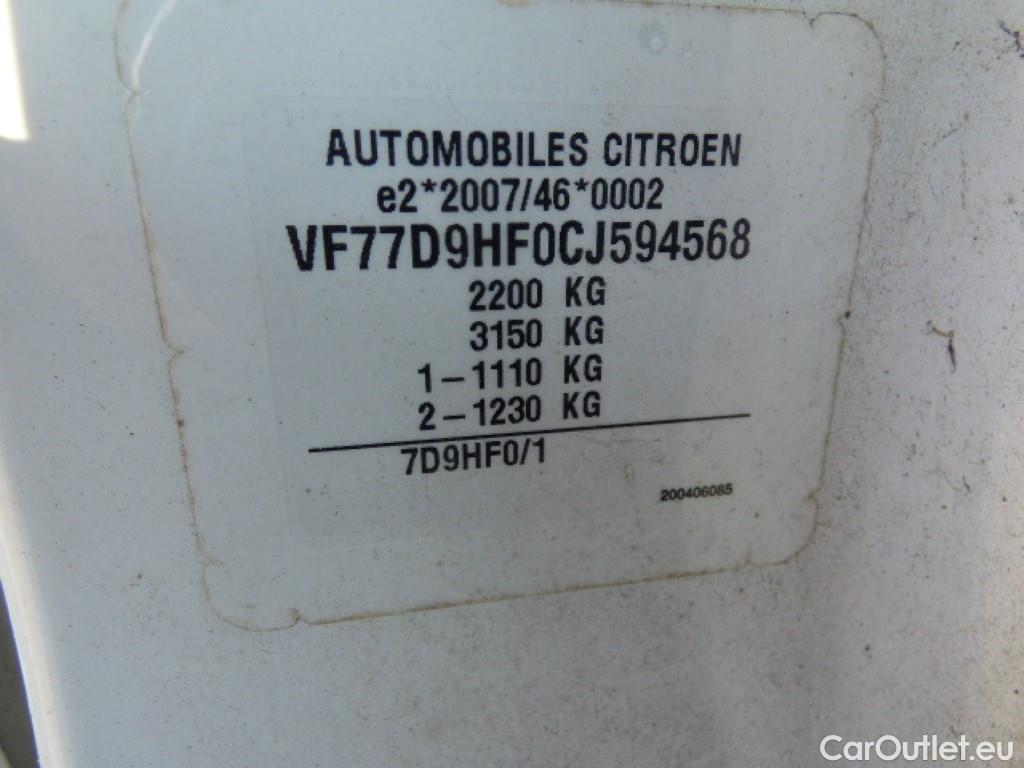 AUTOMOBILES CITROEN
e2*2007/46*0002
VF77D9HF0CJ594568
2200 KG
3150 KG
1-1110 KG
2-1230 KG
7D9HF0/1
200406085
CarOutlet.eu